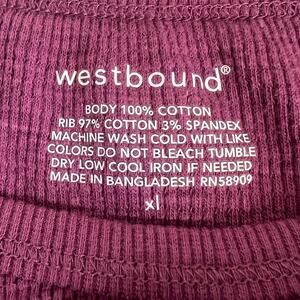 westbound®
BODY 100% COTTON
RIB 97% COTTON 3% SPANDEX
MACHINE WASH COLD WITH LIKE
COLORS DO NOT BLEACH TUMBLE
DRY LOW COOL IRON IF NEEDED
MADE IN BANGLADESH RN58909
xl